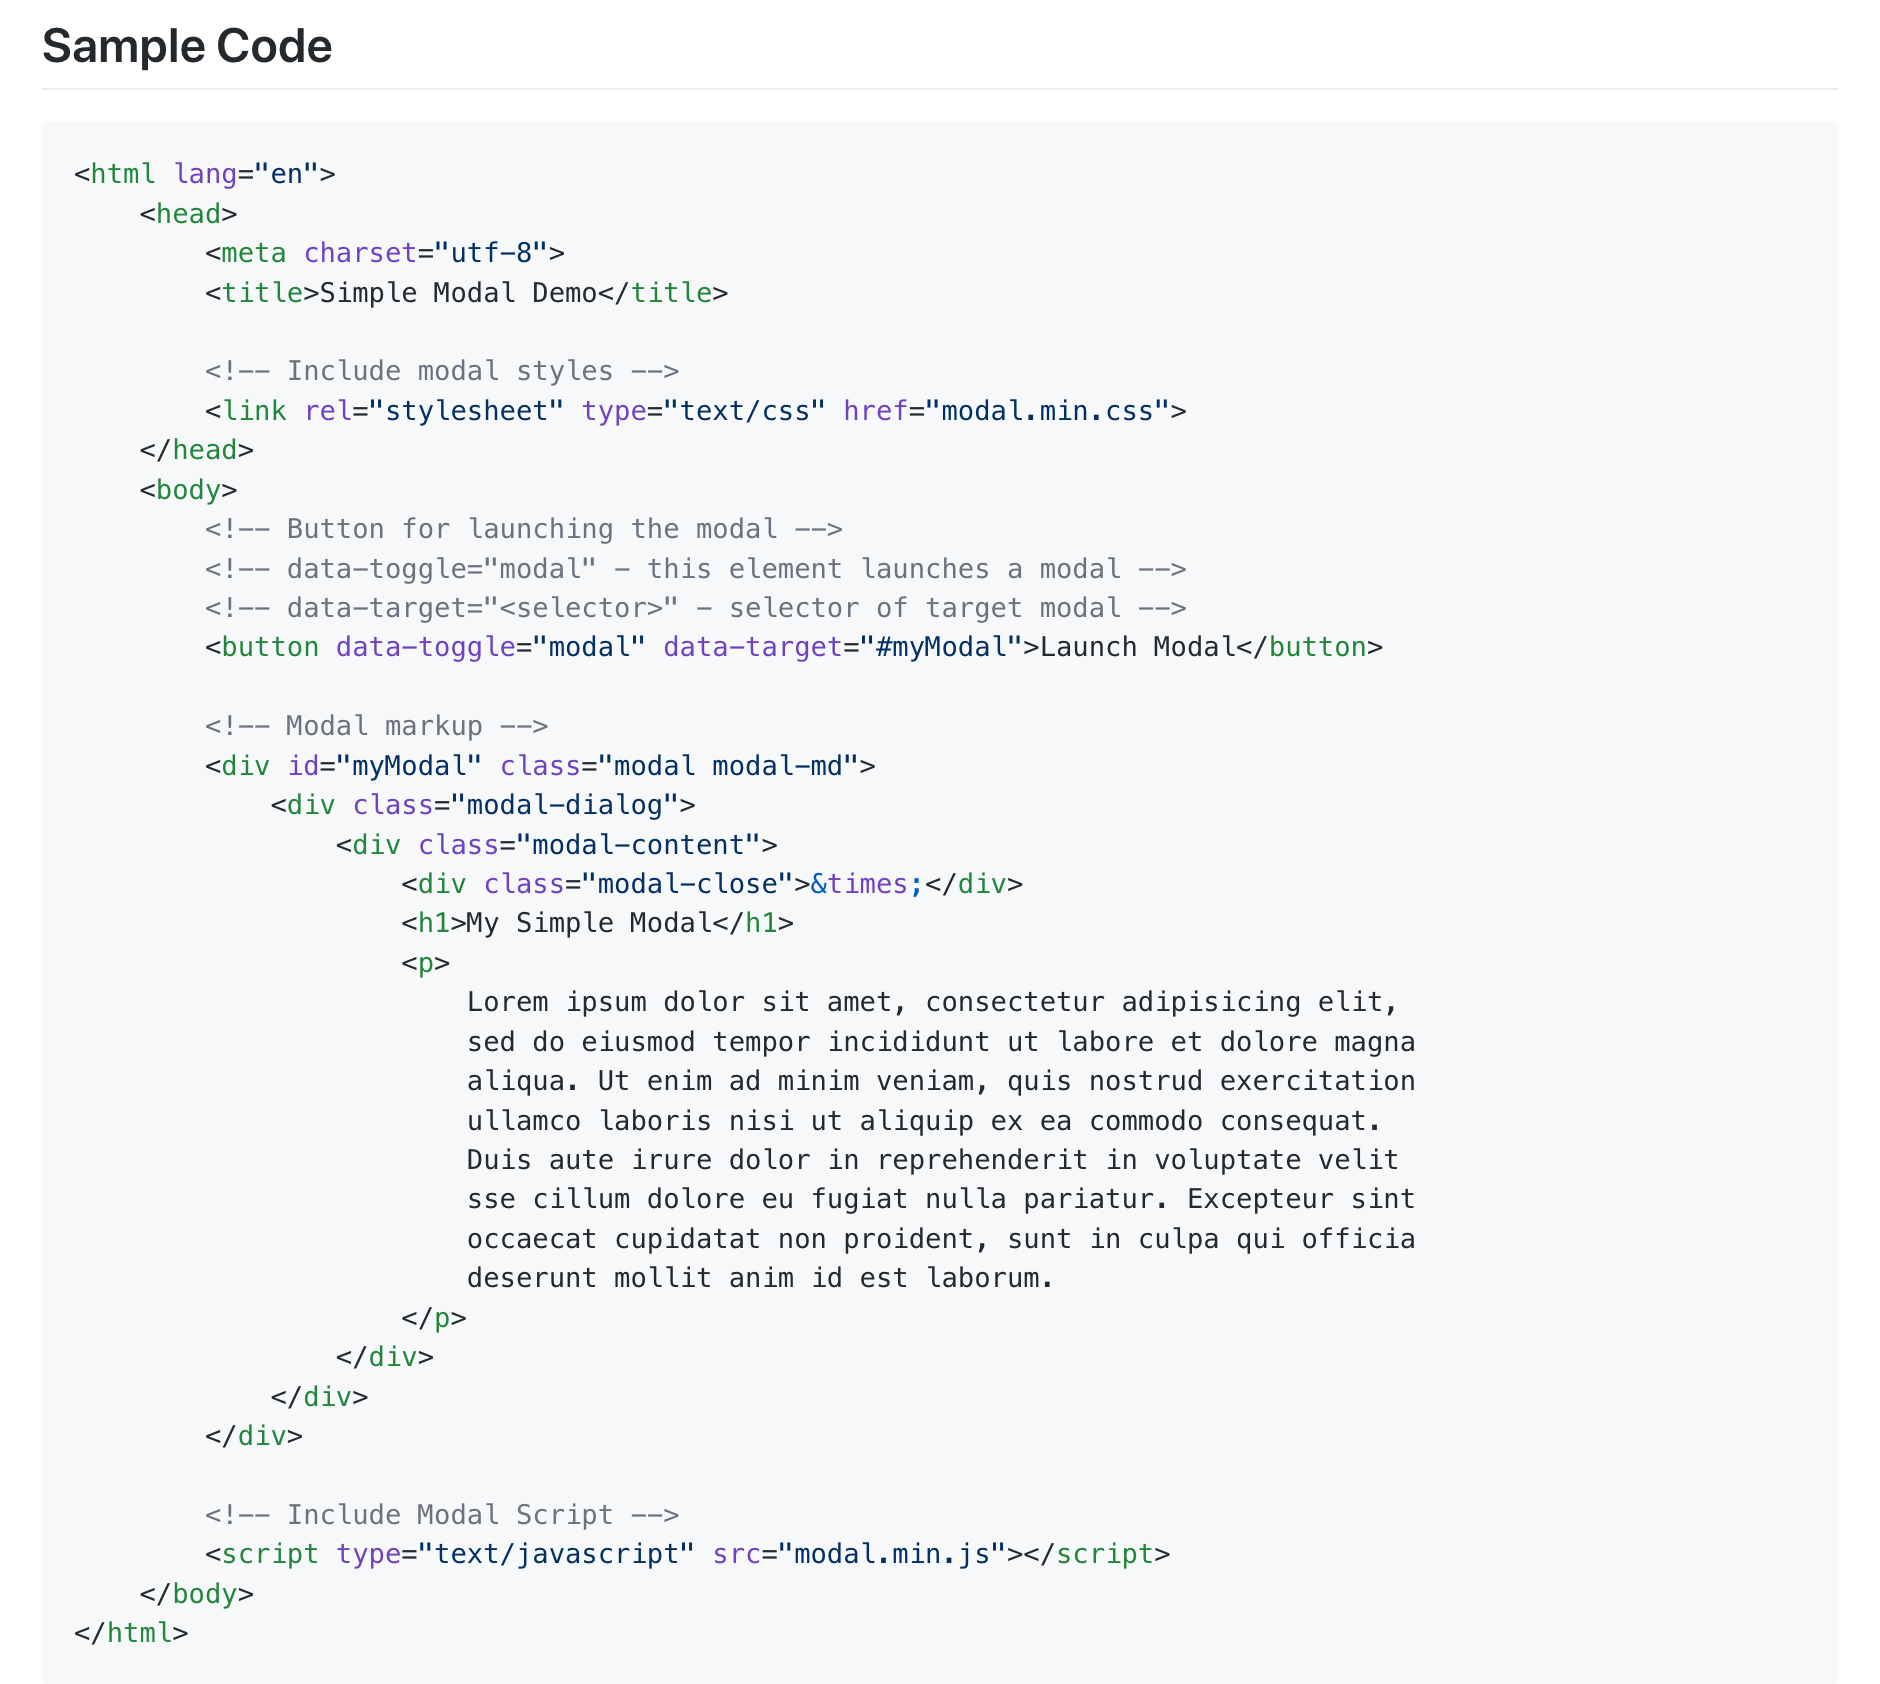 Sample Code
<html lang="en">
    <head>
        <meta charset="utf-8">
        <title>Simple Modal Demo</title>

        <!-- Include modal styles -->
        <link rel="stylesheet" type="text/css" href="modal.min.css">
    </head>
    <body>
        <!-- Button for launching the modal -->
        <!-- data-toggle="modal" - this element launches a modal -->
        <!-- data-target="<selector>" - selector of target modal -->
        <button data-toggle="modal" data-target="#myModal">Launch Modal</button>

        <!-- Modal markup -->
        <div id="myModal" class="modal modal-md">
            <div class="modal-dialog">
                <div class="modal-content">
                    <div class="modal-close">&times;</div>
                    <h1>My Simple Modal</h1>
                    <p>
                        Lorem ipsum dolor sit amet, consectetur adipisicing elit,
                        sed do eiusmod tempor incididunt ut labore et dolore magna
                        aliqua. Ut enim ad minim veniam, quis nostrud exercitation
                        ullamco laboris nisi ut aliquip ex ea commodo consequat.
                        Duis aute irure dolor in reprehenderit in voluptate velit
                        sse cillum dolore eu fugiat nulla pariatur. Excepteur sint
                        occaecat cupidatat non proident, sunt in culpa qui officia
                        deserunt mollit anim id est laborum.
                    </p>
                </div>
            </div>
        </div>

        <!-- Include Modal Script -->
        <script type="text/javascript" src="modal.min.js"></script>
    </body>
</html>